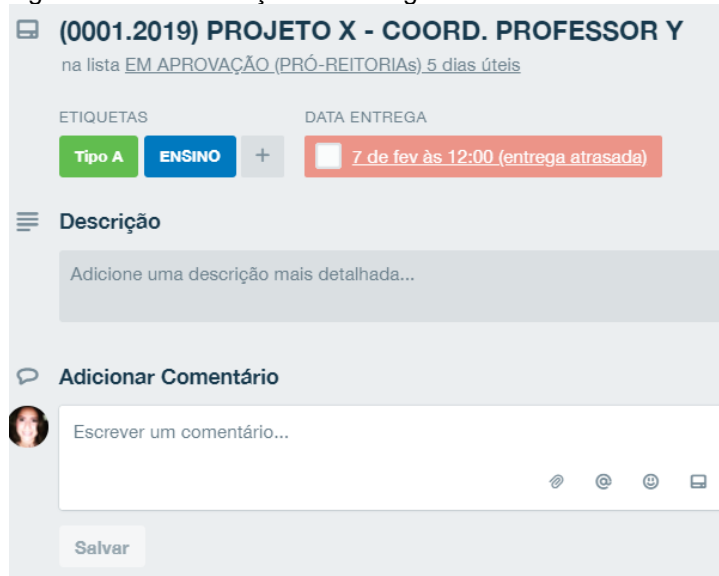 (0001.2019) PROJETO X - COORD. PROFESSOR Y
na lista EM APROVAÇÃO (PRÓ-REITORIAs) 5 dias úteis
ETIQUETAS DATA ENTREGA
Tipo A ENSINO + 7 de fev às 12:00 (entrega atrasada)
Descrição
Adicione uma descrição mais detalhada...
Adicionar Comentário
Escrever um comentário...
@
Salvar